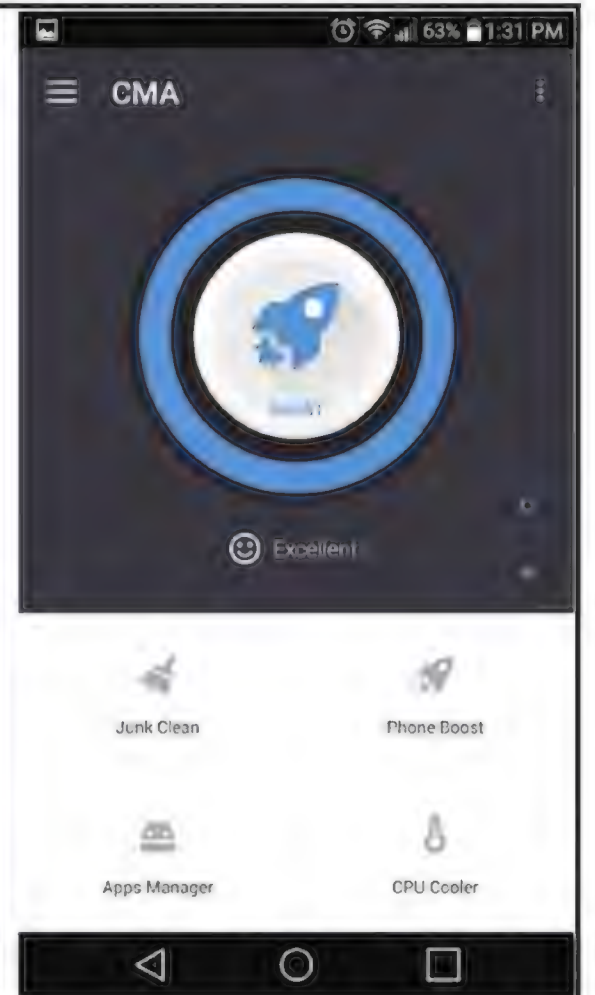 63% 1:31 PM
CMA
Excellent
Junk Clean Phone Boost
Apps Manager CPU Cooler